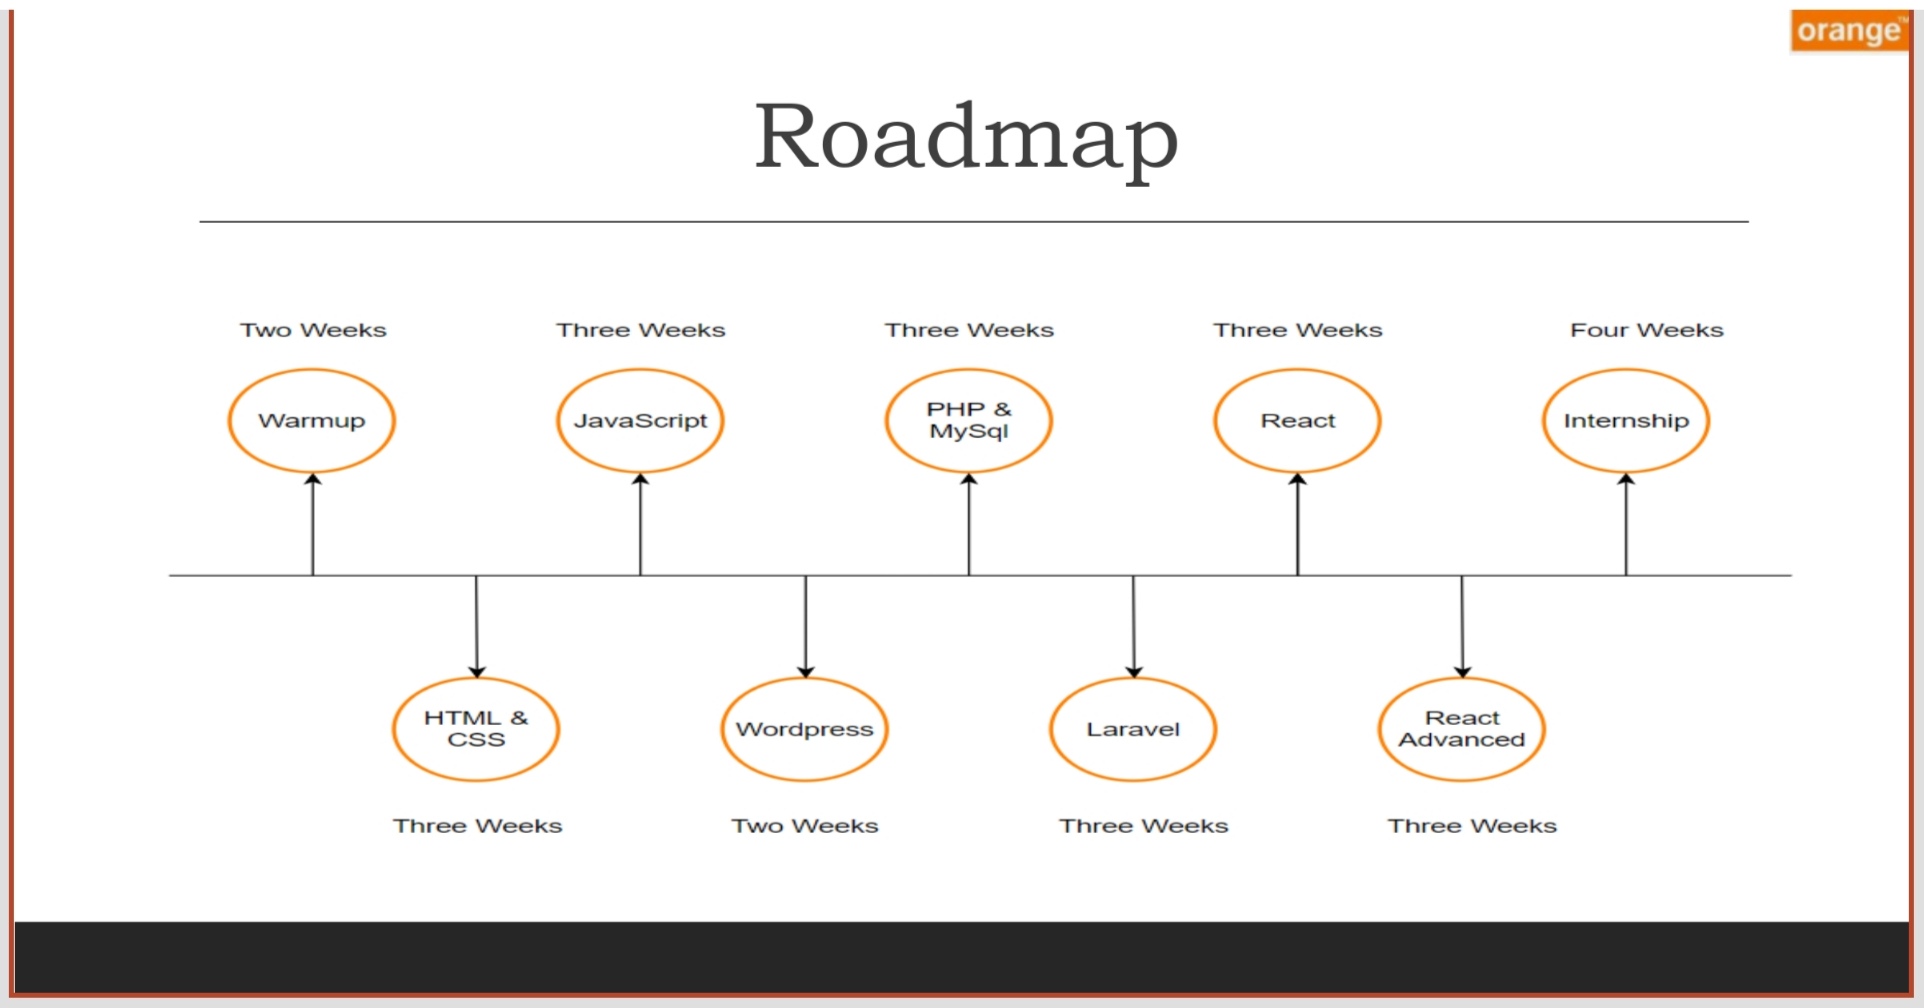 orange™
Roadmap
Two Weeks
Three Weeks
Three Weeks
Three Weeks
Four Weeks
Warmup
JavaScript
PHP &
MySql
React
Internship
HTML &
CSS
Wordpress
Laravel
React
Advanced
Three Weeks
Two Weeks
Three Weeks
Three Weeks